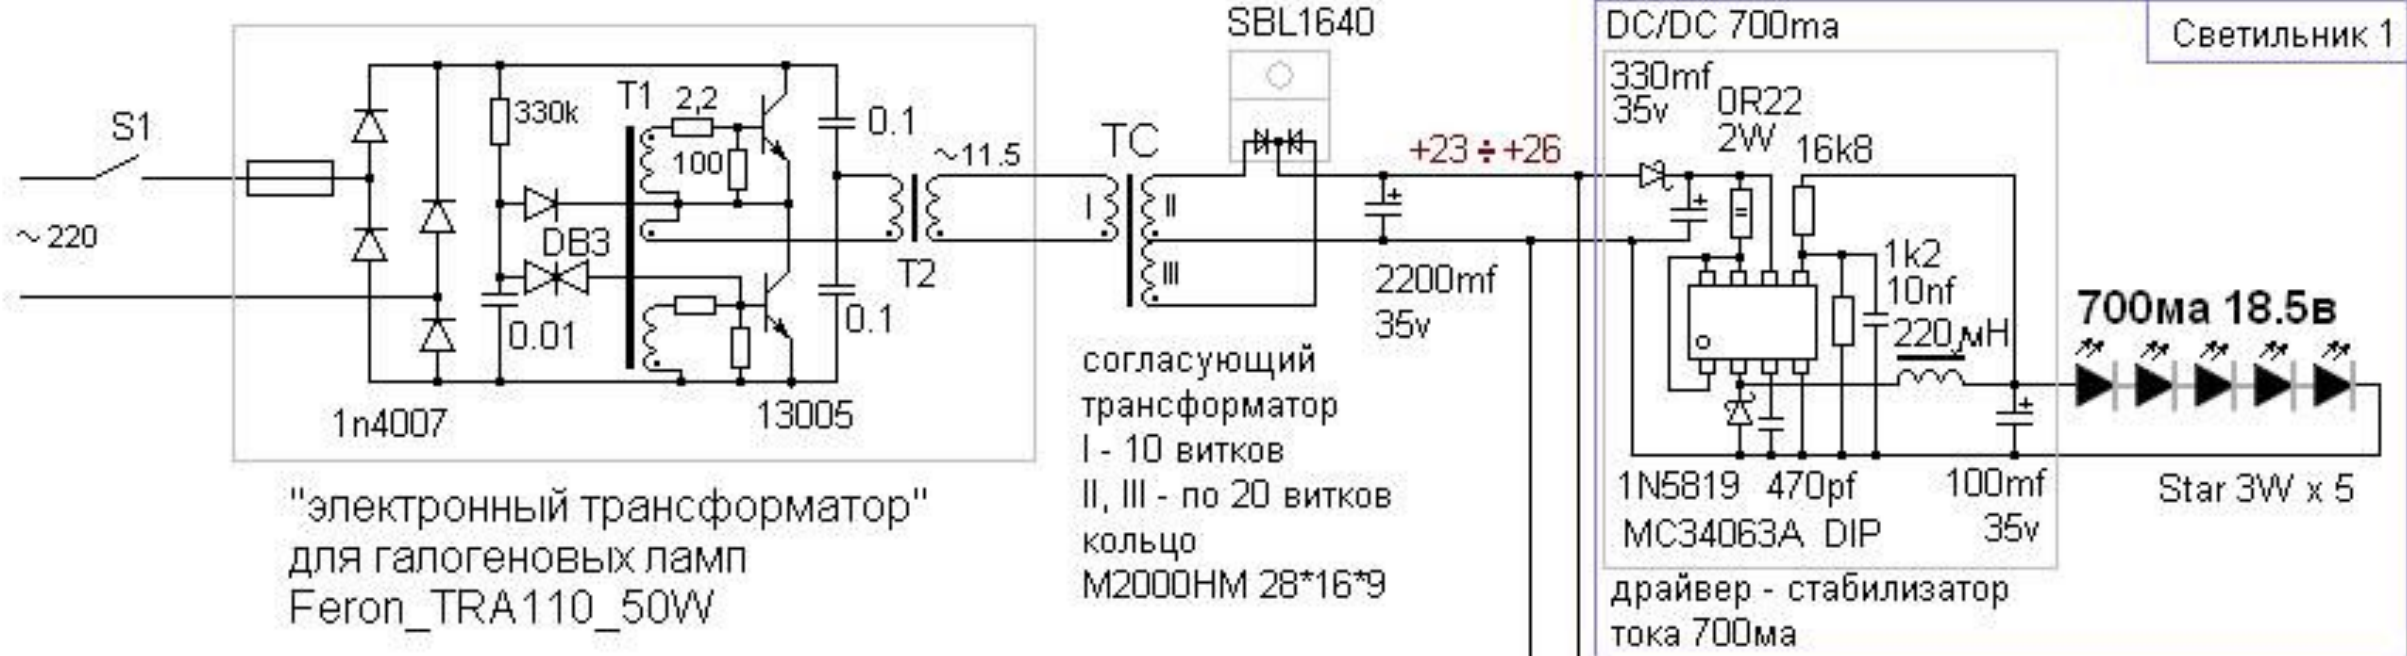 S1
~220
1n4007
330k
DB3
0.01
T1
2,2
100
13005
0.1
0.1
T2
"электронный трансформатор"
для галогеновых ламп
Feron_TRA110_50W
~11.5
TC
I
II
III
согласующий
трансформатор
I - 10 витков
II, III - по 20 витков
кольцо
М2000НМ 28*16*9
SBL1640
+23 ÷ +26
2200mf
35v
DC/DC 700ma
Светильник 1
330mf
35v
0R22
2W
16k8
1k2
10nf
220 мН
1N5819 470pf
100mf
35v
MC34063A DIP
драйвер - стабилизатор
тока 700ма
700ма 18.5в
Star 3W x 5